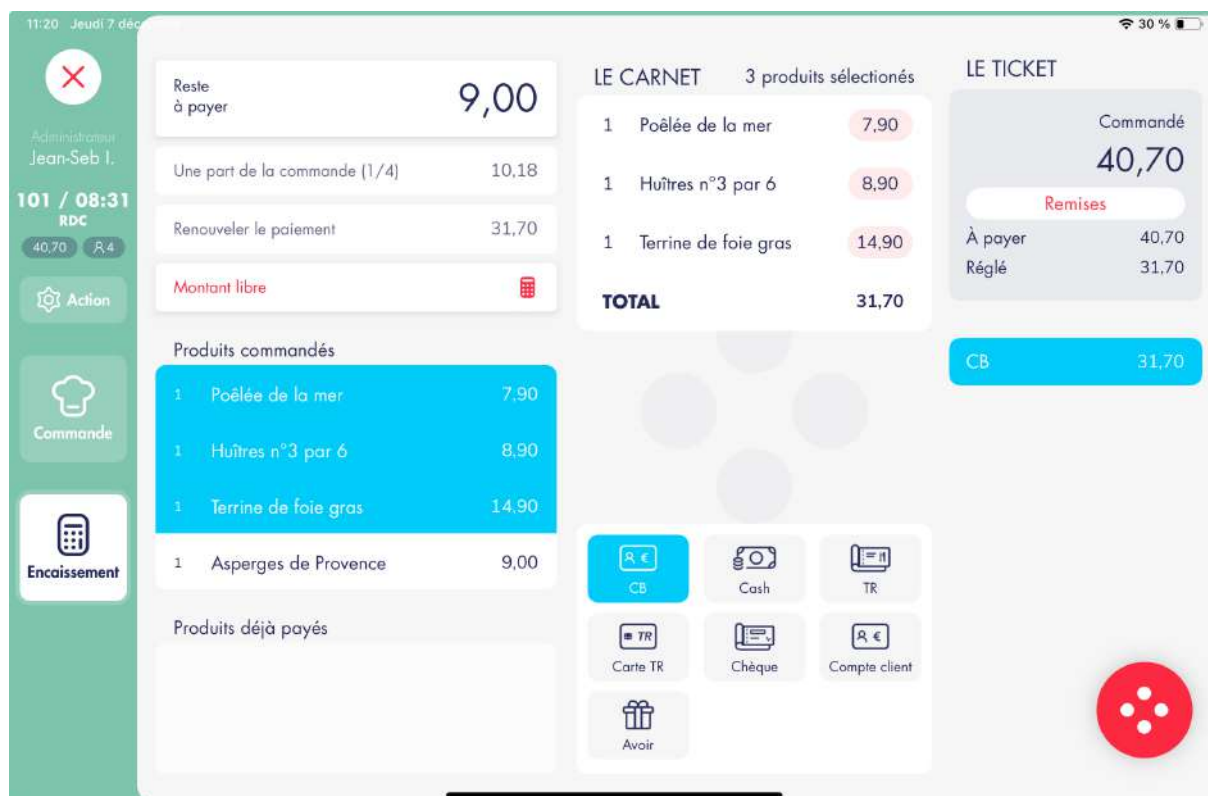 11:20 Jeudi 7 déc
30 %
Administrateur
Jean-Seb I.
101 / 08:31
RDC
40,70 4
Action
Commande
Encaissement
Reste
à payer 9,00
Une part de la commande (1/4) 10,18
Renouveler le paiement 31,70
Montant libre
Produits commandés
1 Poêlée de la mer 7,90
1 Huîtres n°3 par 6 8,90
1 Terrine de foie gras 14,90
1 Asperges de Provence 9,00
Produits déjà payés
LE CARNET 3 produits sélectionés
1 Poêlée de la mer 7,90
1 Huîtres n°3 par 6 8,90
1 Terrine de foie gras 14,90
TOTAL 31,70
CB
Cash
TR
TR
Carte TR
Chèque
Compte client
Avoir
LE TICKET
Commandé
40,70
Remises
À payer 40,70
Réglé 31,70
CB 31,70